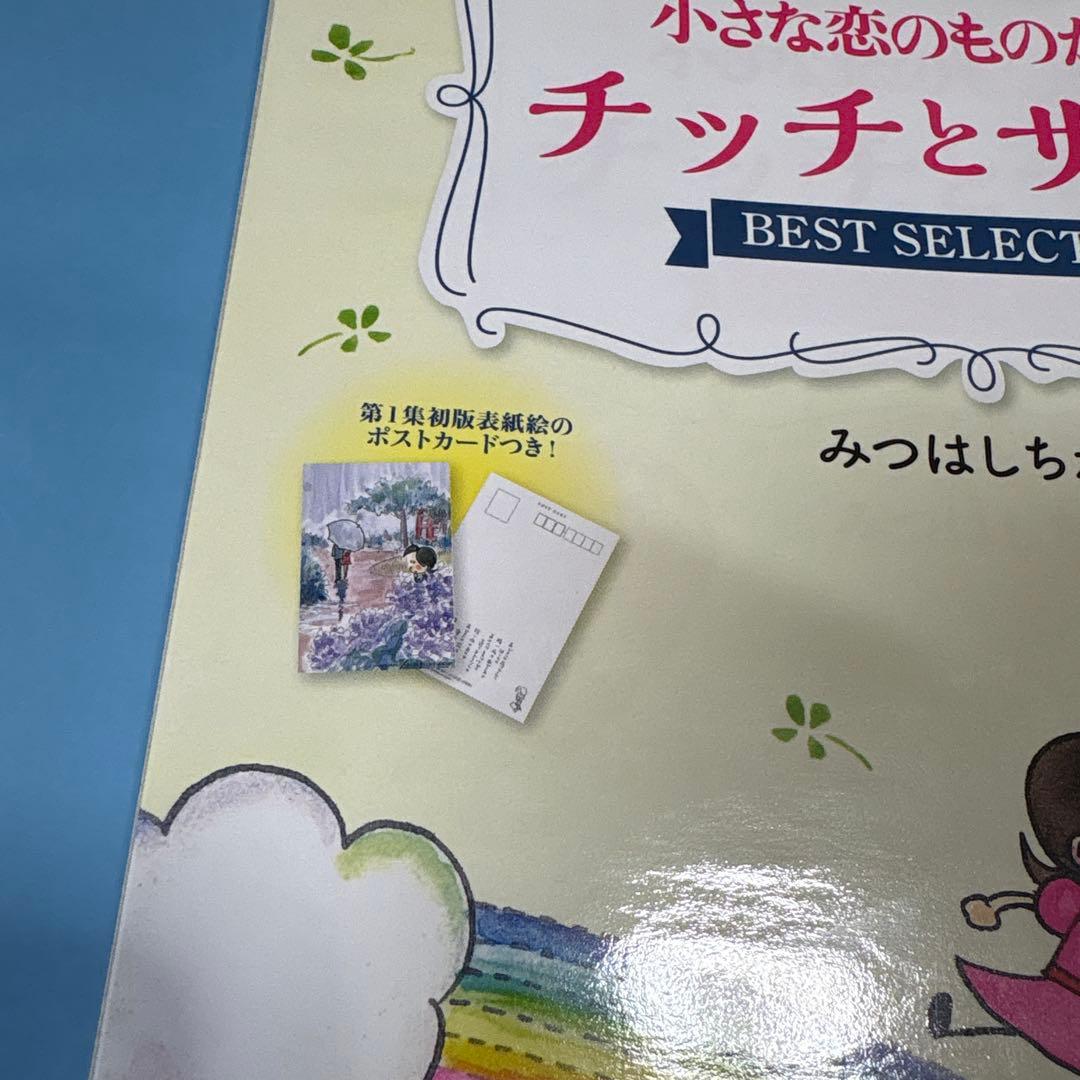 小さな恋のものが
チッチとサ
BEST SELECT
第1集初版表紙絵の
ポストカードつき!
みつはしちか